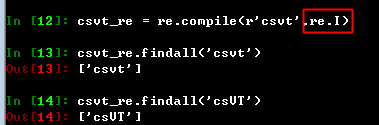 In [12]: csvt_re = re.compile(r'csvt',re.I)
In [13]: csvt_re.findall('csvt')
Out[13]: ['csvt']
In [14]: csvt_re.findall('csVT')
Out[14]: ['csVT']